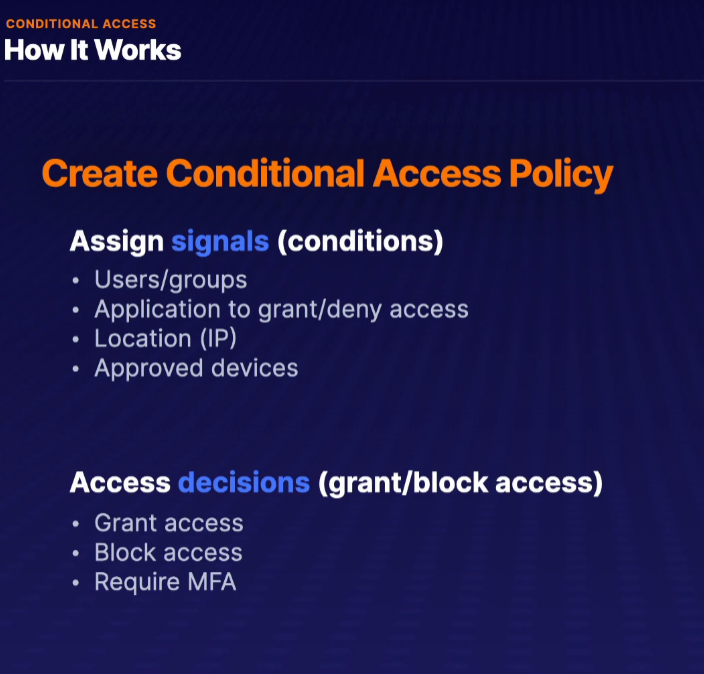 CONDITIONAL ACCESS
How It Works
Create Conditional Access Policy
Assign signals (conditions)
• Users/groups
• Application to grant/deny access
• Location (IP)
• Approved devices
Access decisions (grant/block access)
• Grant access
• Block access
• Require MFA